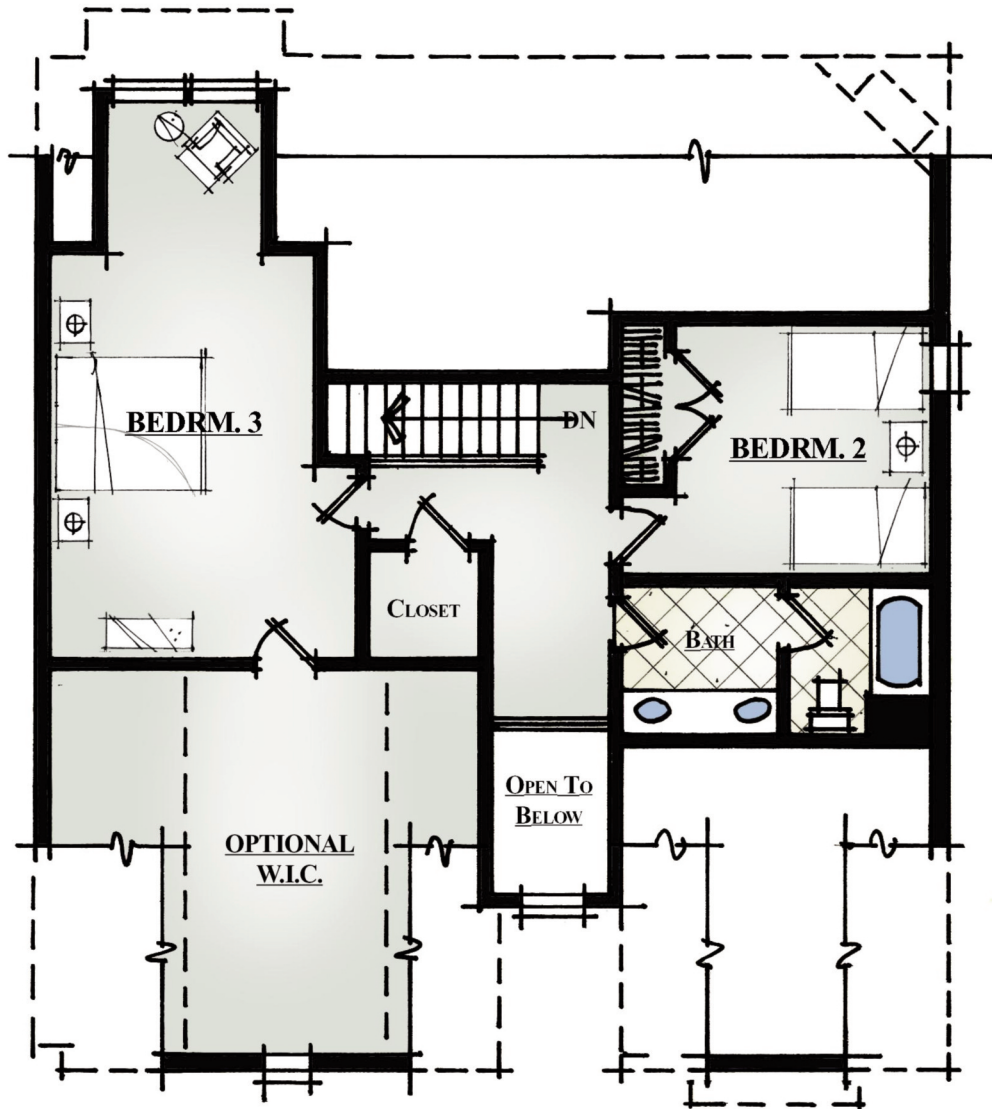 BEDRM. 3
DN
BEDRM. 2
CLOSET
BATH
OPEN TO
BELOW
OPTIONAL
W.I.C.